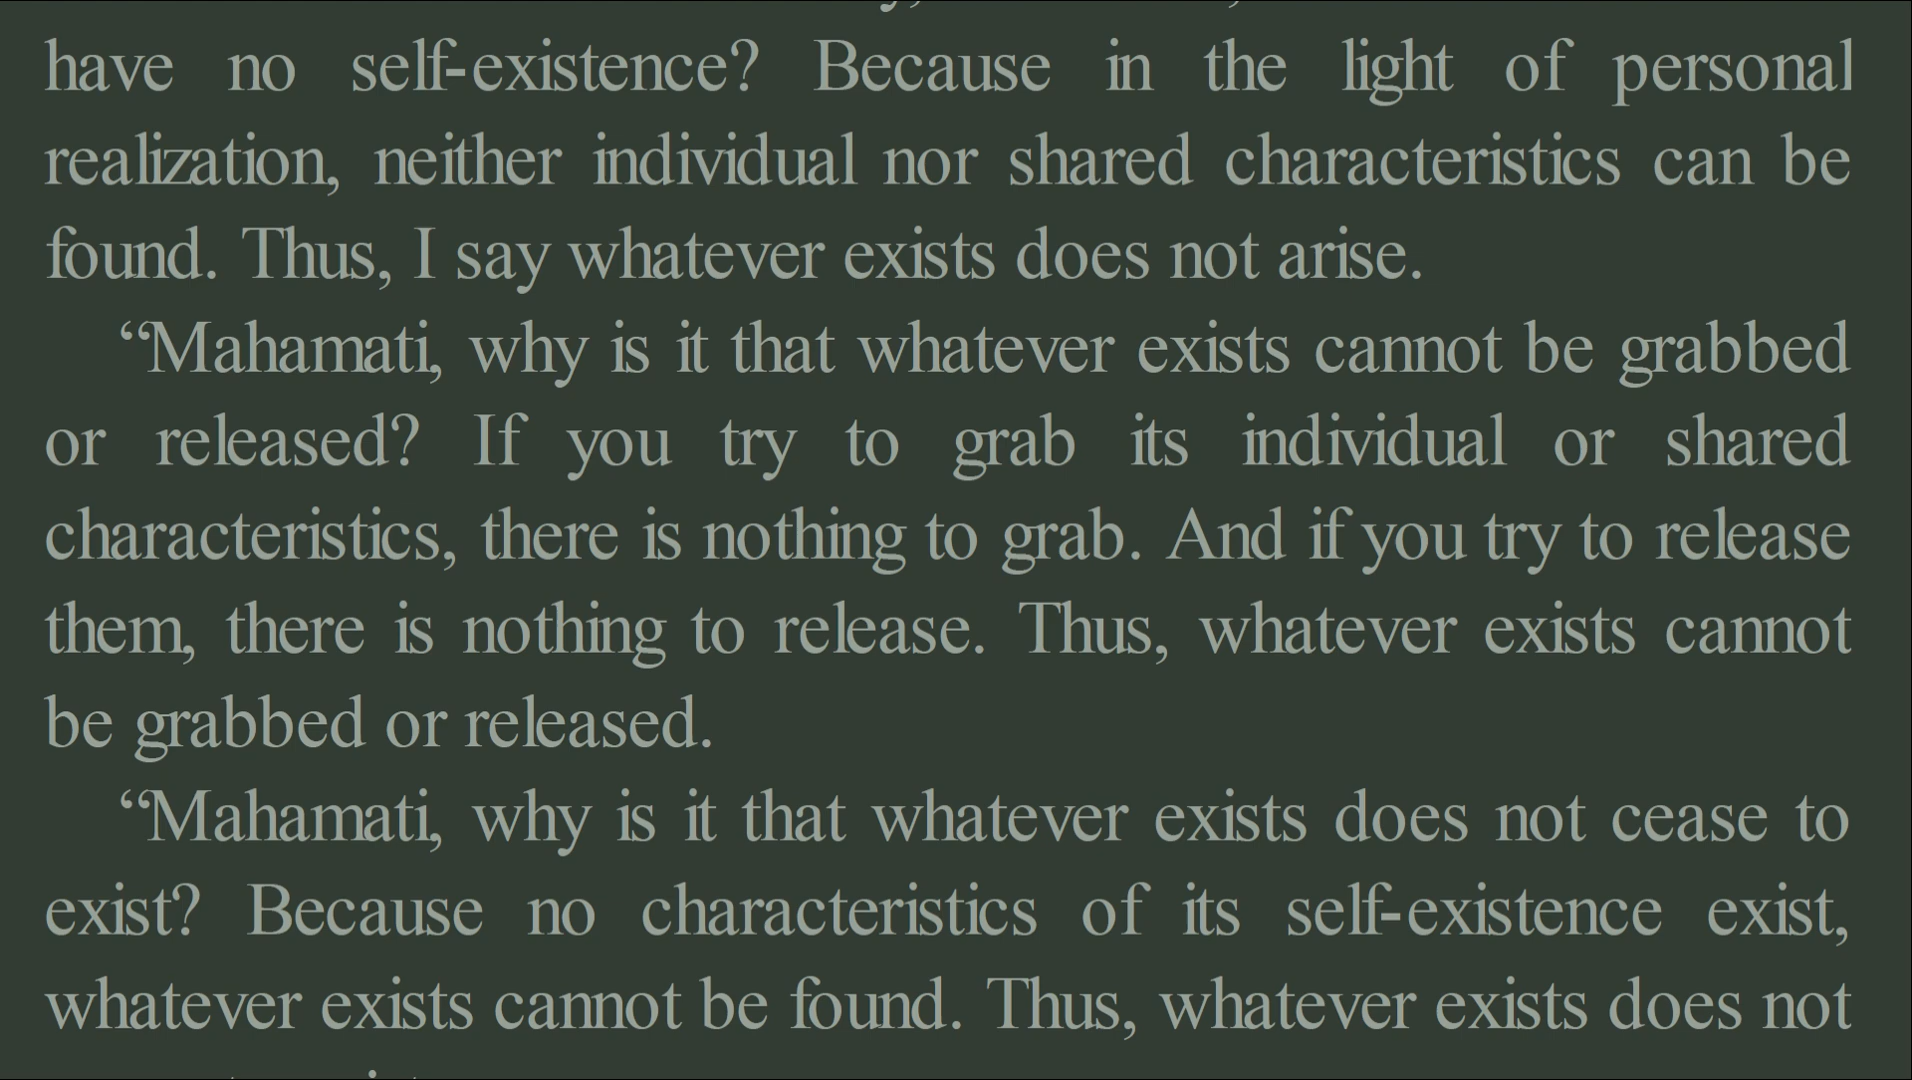 have no self-existence? Because in the light of personal
realization, neither individual nor shared characteristics can be
found. Thus, I say whatever exists does not arise.
“Mahamati, why is it that whatever exists cannot be grabbed
or released? If you try to grab its individual or shared
characteristics, there is nothing to grab. And if you try to release
them, there is nothing to release. Thus, whatever exists cannot
be grabbed or released.
“Mahamati, why is it that whatever exists does not cease to
exist? Because no characteristics of its self-existence exist,
whatever exists cannot be found. Thus, whatever exists does not